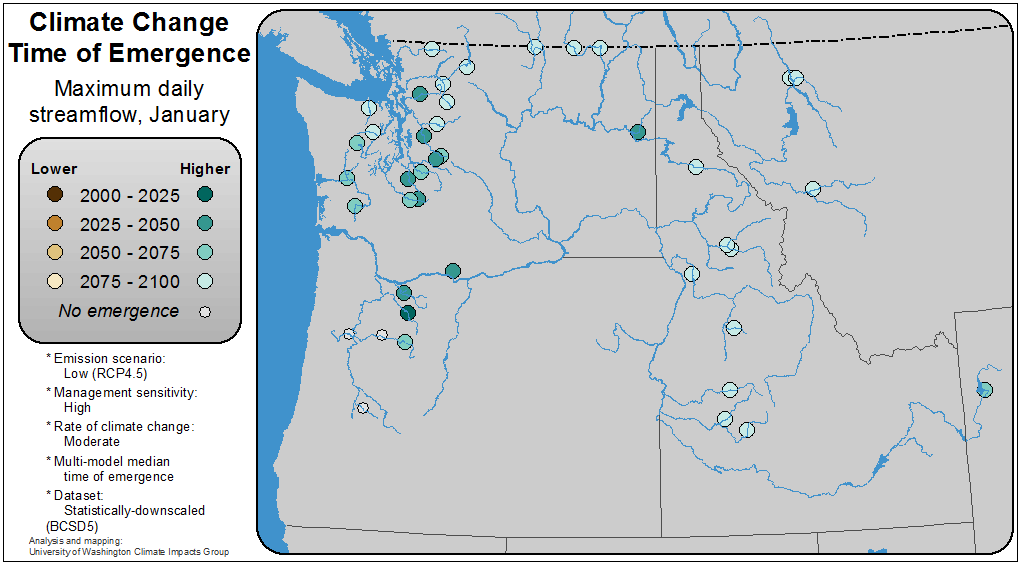 Climate Change
Time of Emergence
Maximum daily
streamflow, January
Lower Higher
2000 - 2025
2025 - 2050
2050 - 2075
2075 - 2100
No emergence
* Emission scenario:
Low (RCP4.5)
* Management sensitivity:
High
* Rate of climate change:
Moderate
* Multi-model median
time of emergence
* Dataset:
Statistically-downscaled
(BCSD5)
Analysis and mapping:
University of Washington Climate Impacts Group